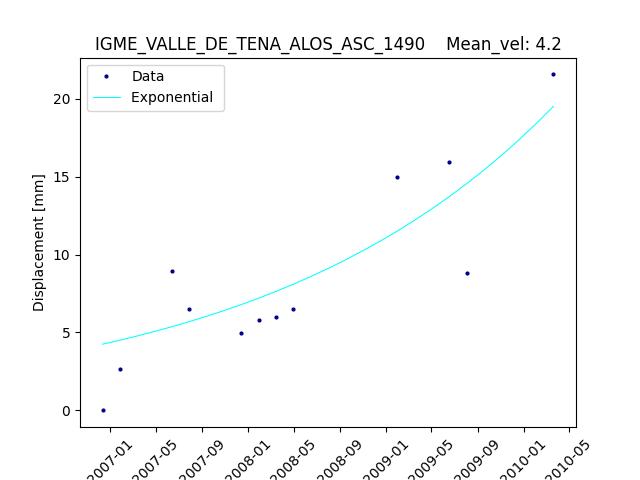 IGME_VALLE_DE_TENA_ALOS_ASC_1490    Mean_vel: 4.2
Data
Exponential
Displacement [mm]
20
15
10
5
0
2007-01 2007-05 2007-09 2008-01 2008-05 2008-09 2009-01 2009-05 2009-09 2010-01 2010-05